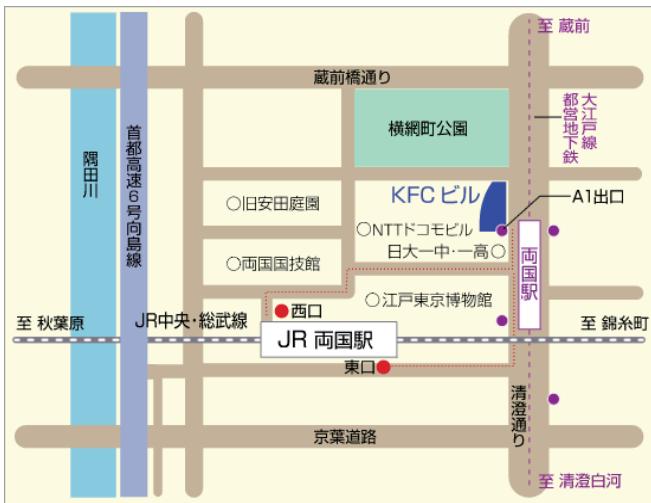 至 蔵前
蔵前橋通り
都営地下鉄
大江戸線
横網町公園
隅田川
首都高速6号向島線
KFC ビル
A1出口
○旧安田庭園
○NTTドコモビル
日大一中・一高○
○両国国技館
両国駅
○江戸東京博物館
西口
至 秋葉原
JR中央・総武線
至 錦糸町
JR 両国駅
東口
清澄通り
京葉道路
至 清澄白河